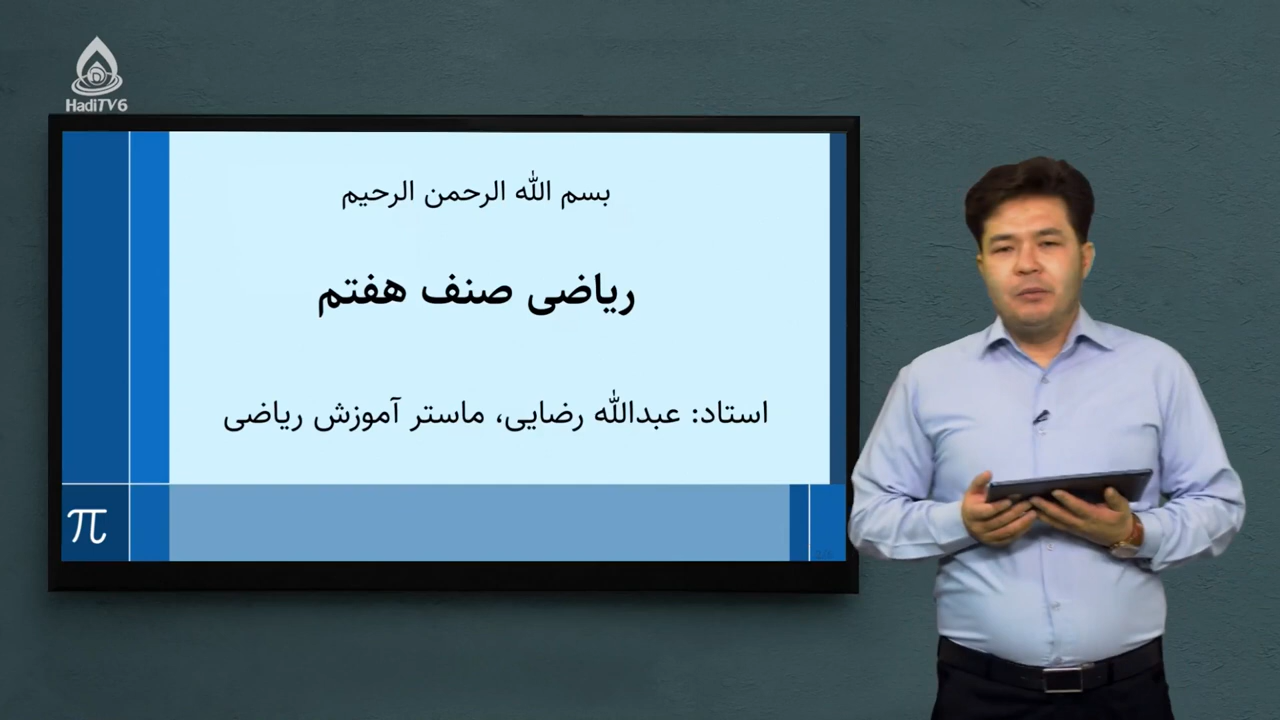 HadiTV6
بسم الله الرحمن الرحیم
ریاضی صنف هفتم
استاد: عبدالله رضایی، ماستر آموزش ریاضی
π